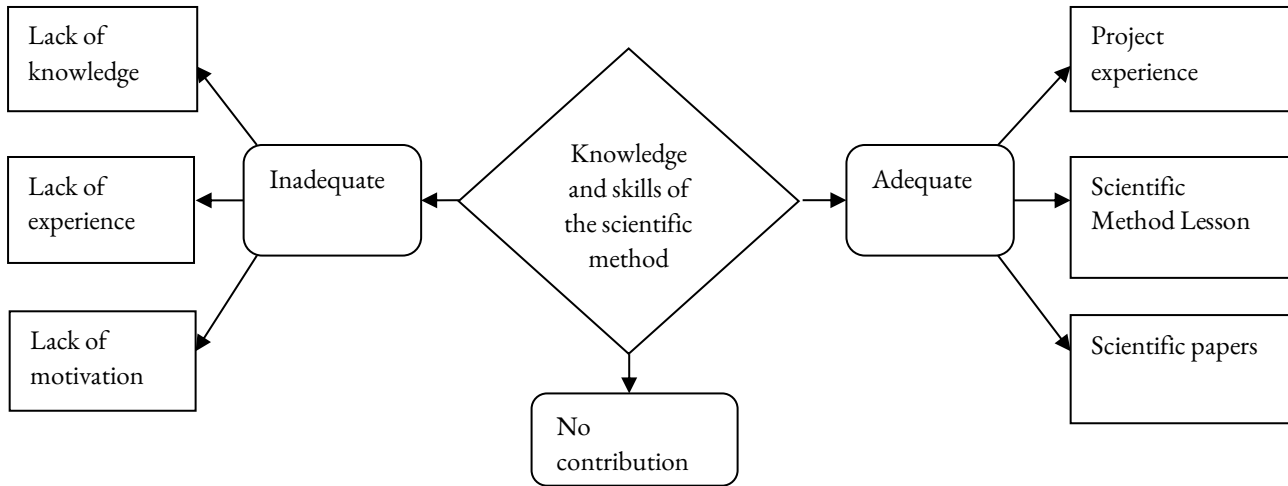 Lack of
knowledge
Lack of
experience
Lack of
motivation
Inadequate
Knowledge
and skills of
the scientific
method
No
contribution
Adequate
Project
experience
Scientific
Method Lesson
Scientific papers